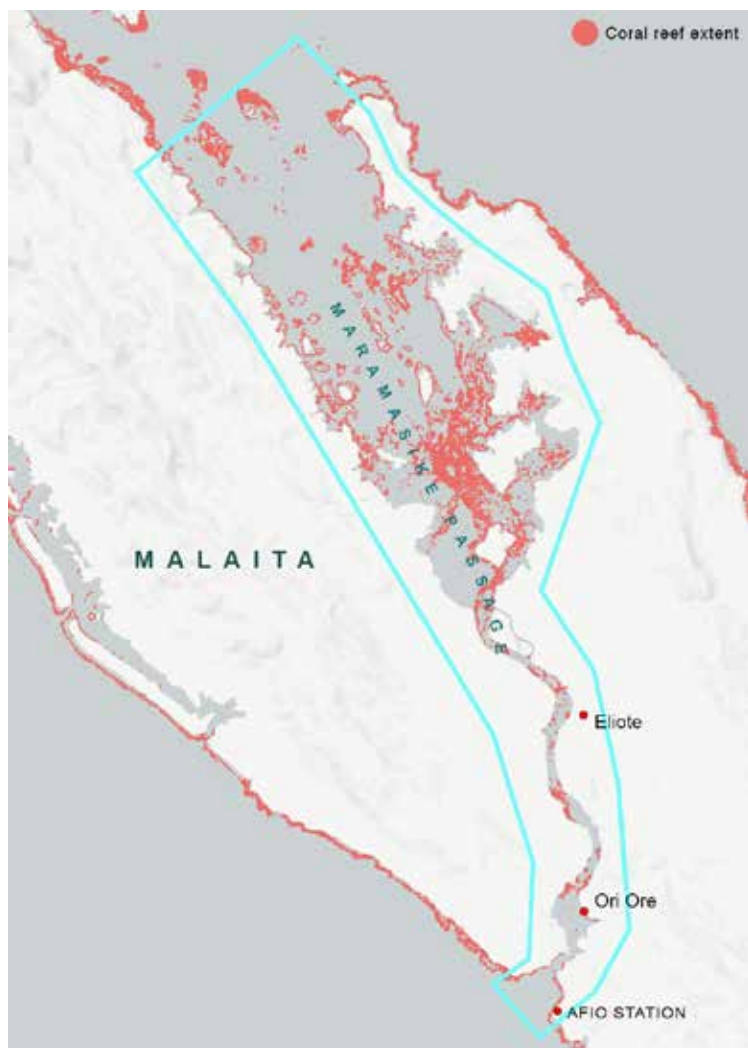 Coral reef extent
MARAMASIKE PASSAGE
MALAITA
Eliote
Ori Ore
AFIO STATION